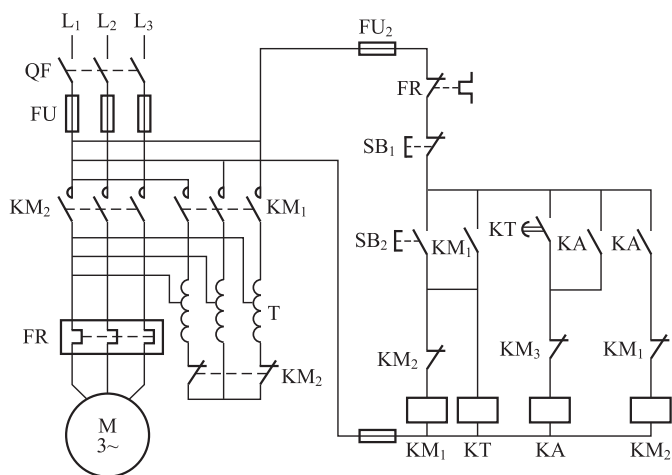 L₁ L₂ L₃
FU₂
QF
FR
FU
SB₁
KM₂
KM₁
SB₂
KM₁
KT
KA
KA
T
FR
KM₂
KM₂
KM₃
KM₁
M
3~
KM₁ KT KA KM₂